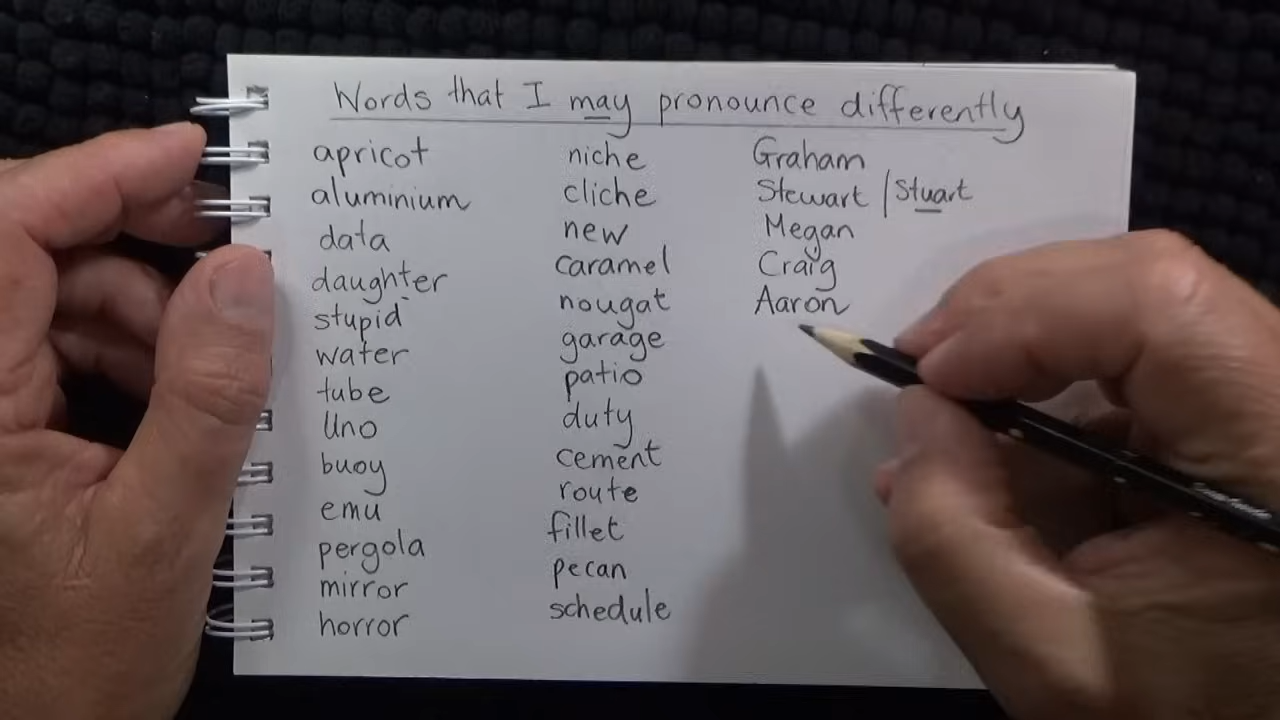 Words that I may pronounce differently
apricot
aluminium
data
daughter
stupid
water
tube
Uno
buoy
emu
pergola
mirror
horror
niche
cliche
new
caramel
nougat
garage
patio
duty
cement
route
fillet
pecan
schedule
Graham
Stewart / Stuart
Megan
Craig
Aaron